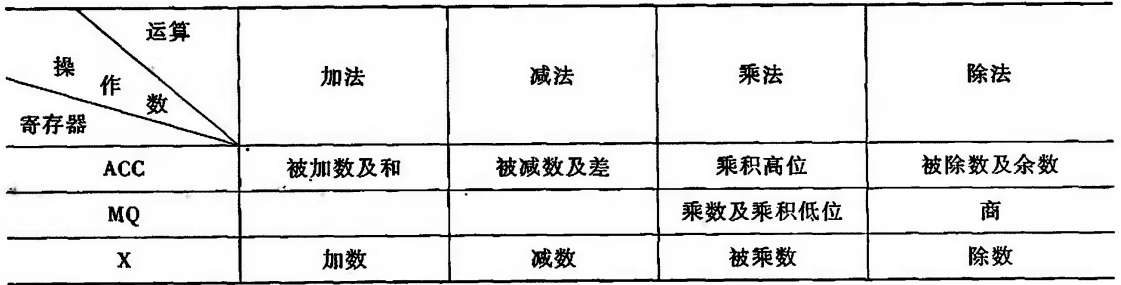 运算
操作数
寄存器
加法 减法 乘法 除法
ACC 被加数及和 被减数及差 乘积高位 被除数及余数
MQ 乘数及乘积低位 商
X 加数 减数 被乘数 除数